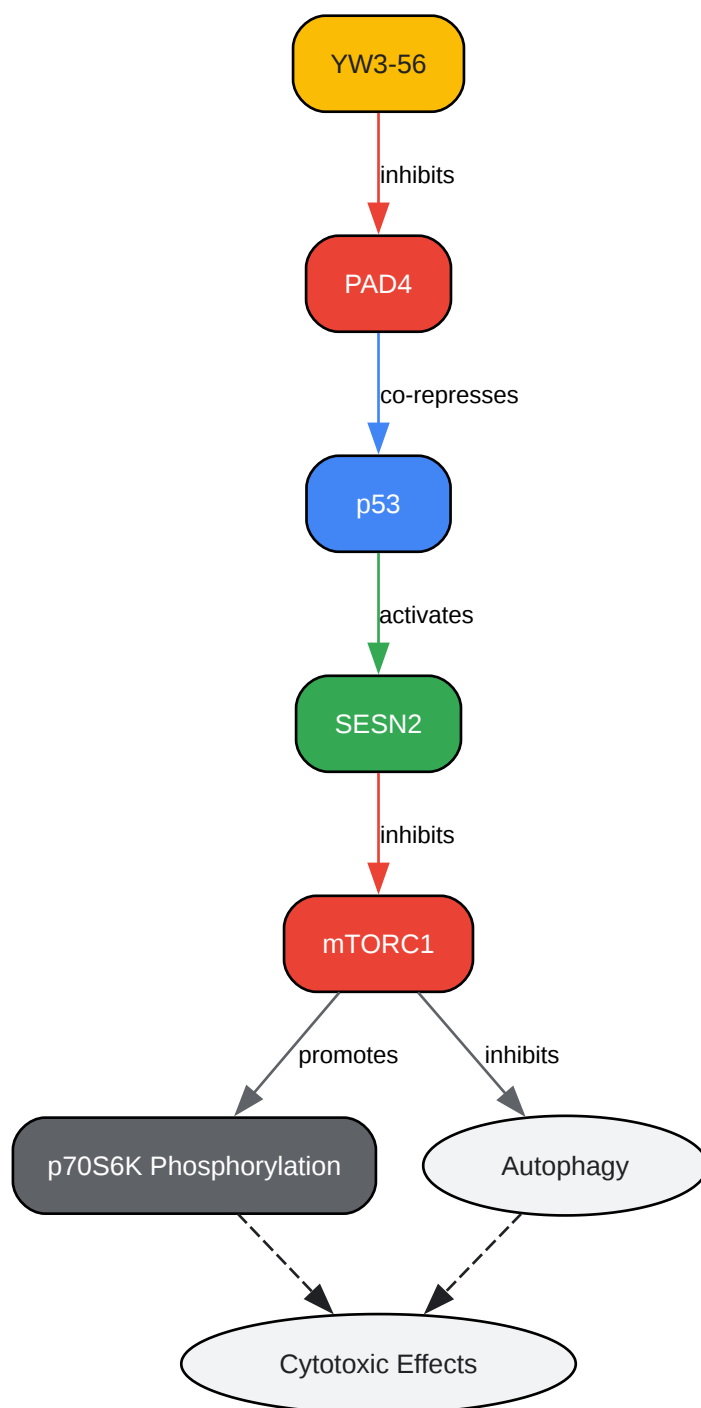 YW3-56
inhibits
PAD4
co-represses
p53
activates
SESN2
inhibits
mTORC1
promotes
inhibits
p70S6K Phosphorylation
Autophagy
Cytotoxic Effects